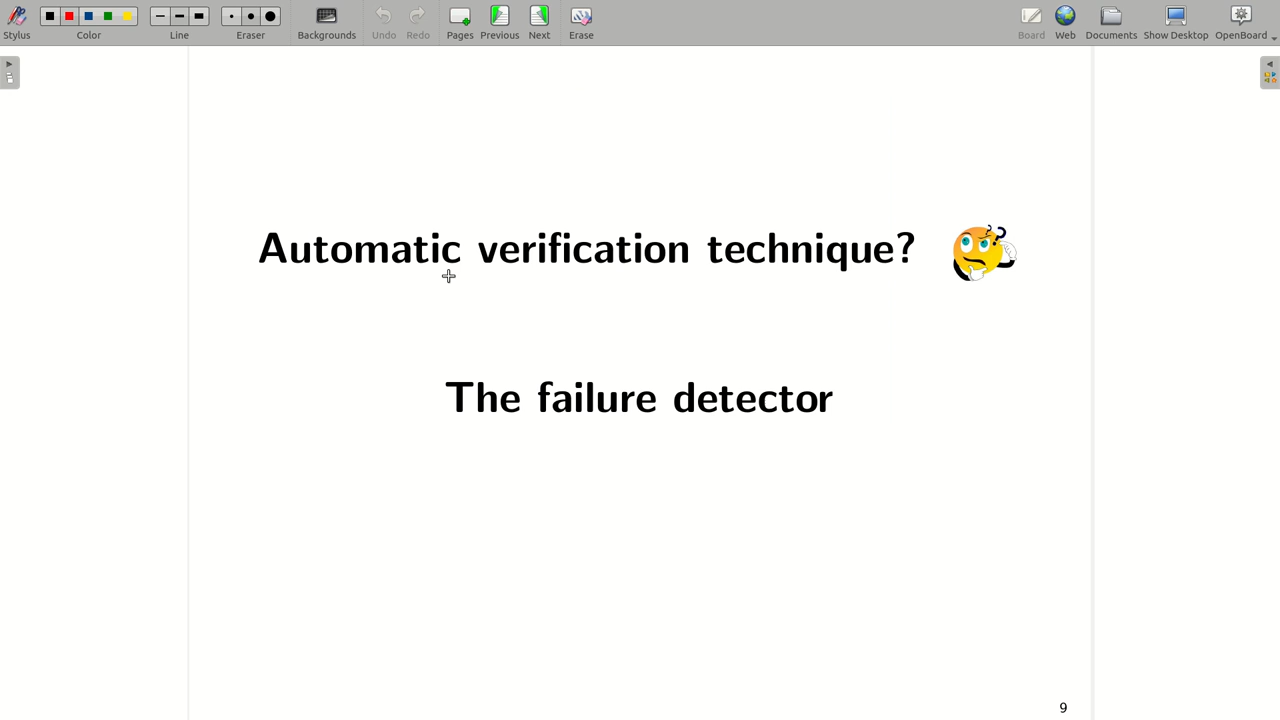 Stylus
Color
Line
Eraser
Backgrounds
Undo
Redo
Pages
Previous
Next
Erase
Board
Web
Documents
Show Desktop
OpenBoard
Automatic verification technique?
The failure detector
9